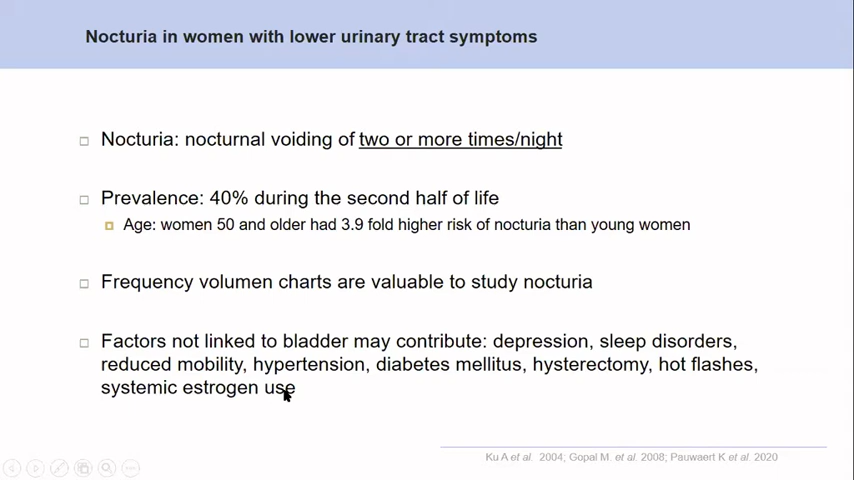 Nocturia in women with lower urinary tract symptoms
Nocturia: nocturnal voiding of two or more times/night
Prevalence: 40% during the second half of life
Age: women 50 and older had 3.9 fold higher risk of nocturia than young women
Frequency volumen charts are valuable to study nocturia
Factors not linked to bladder may contribute: depression, sleep disorders,
reduced mobility, hypertension, diabetes mellitus, hysterectomy, hot flashes,
systemic estrogen use
Ku A et al. 2004; Gopal M. et al. 2008; Pauwaert K et al. 2020